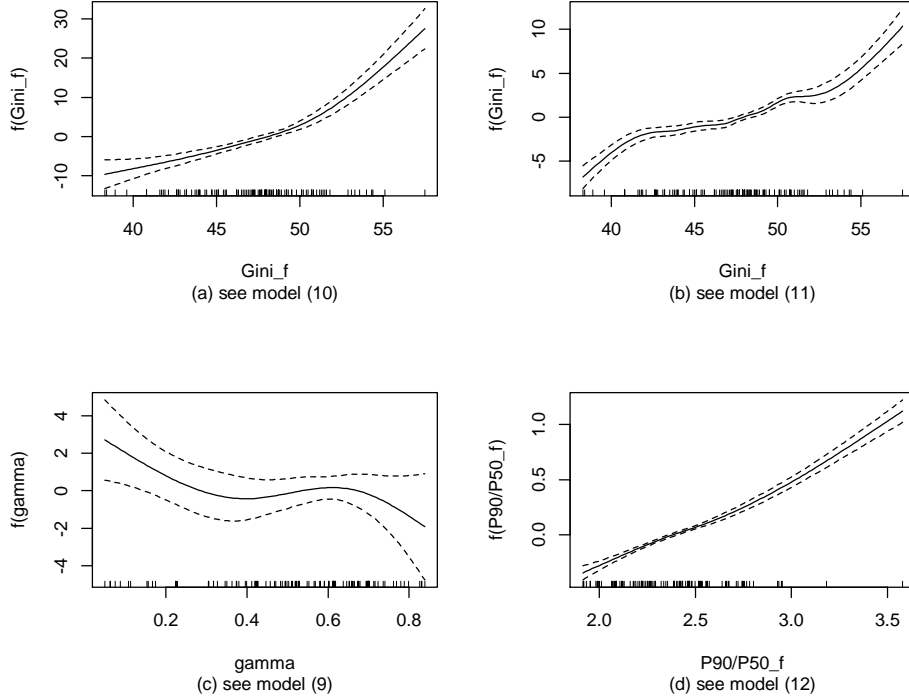 f(Gini_f)
30
20
10
0
-10
40
45
50
55
Gini_f
(a) see model (10)
f(Gini_f)
10
5
0
-5
40
45
50
55
Gini_f
(b) see model (11)
f(gamma)
4
2
0
-2
-4
0.2
0.4
0.6
0.8
gamma
(c) see model (9)
f(P90/P50_f)
1.0
0.5
0.0
2.0
2.5
3.0
3.5
P90/P50_f
(d) see model (12)